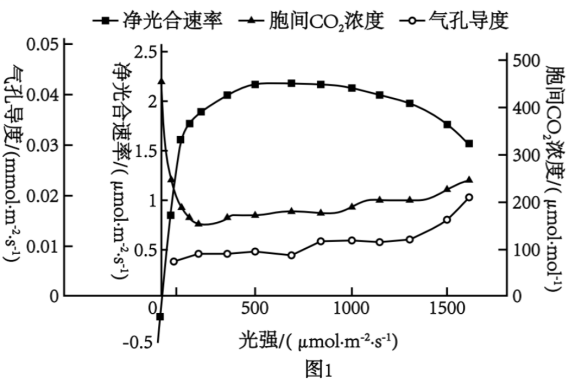 净光合速率 胞间CO₂浓度 气孔导度
气孔导度/(mmol·m⁻²·s⁻¹)
0.05
0.04
0.03
0.02
0.01
0
净光合速率/( μmol·m⁻²·s⁻¹)
2.5
2
1.5
1
0.5
-0.5
胞间CO₂浓度/( μmol·mol⁻¹)
500
400
300
200
100
0
0 500 1000 1500
光强/( μmol·m⁻²·s⁻¹)
图1